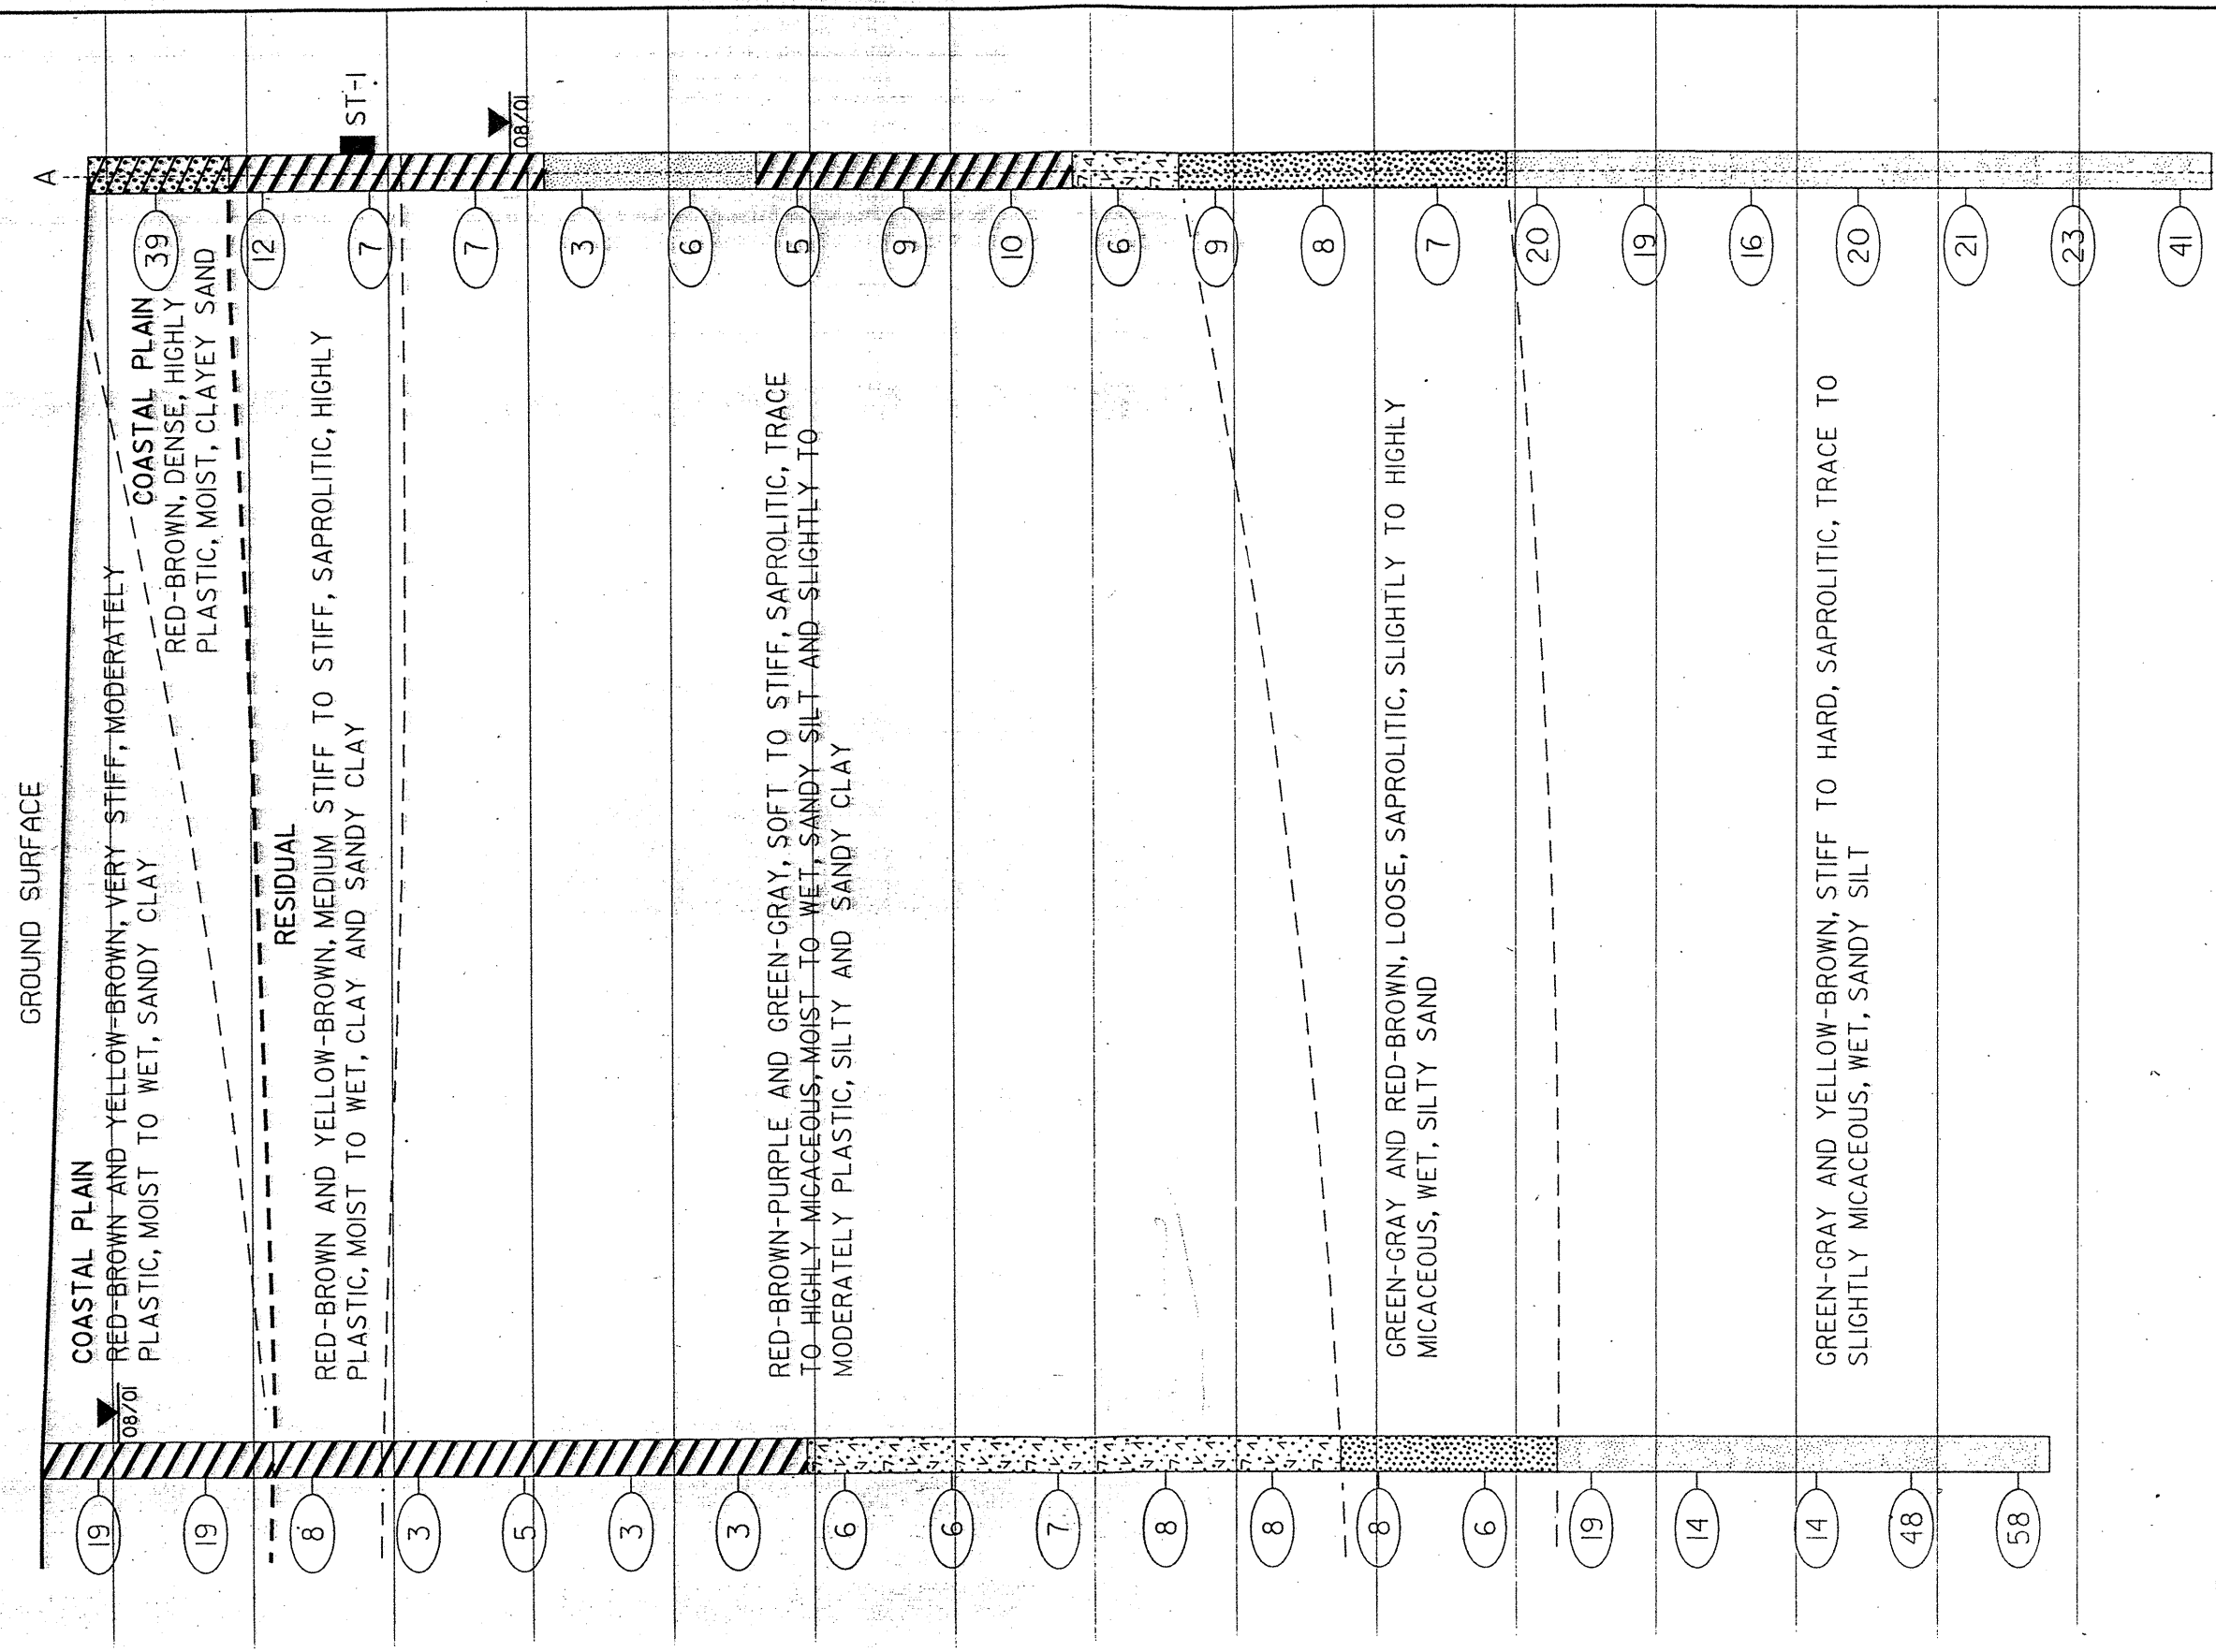 GROUND SURFACE
COASTAL PLAIN
RED-BROWN AND YELLOW-BROWN, VERY STIFF, MODERATELY
PLASTIC, MOIST TO WET, SANDY CLAY
COASTAL PLAIN
RED-BROWN, DENSE, HIGHLY
PLASTIC, MOIST, CLAYEY SAND
RESIDUAL
RED-BROWN AND YELLOW-BROWN, MEDIUM STIFF TO STIFF, SAPROLITIC, HIGHLY
PLASTIC, MOIST TO WET, CLAY AND SANDY CLAY
RED-BROWN-PURPLE AND GREEN-GRAY, SOFT TO STIFF, SAPROLITIC, TRACE
TO HIGHLY MICACEOUS, MOIST TO WET, SANDY SILT AND SLIGHTLY TO
MODERATELY PLASTIC, SILTY AND SANDY CLAY
GREEN-GRAY AND RED-BROWN, LOOSE, SAPROLITIC, SLIGHTLY TO HIGHLY
MICACEOUS, WET, SILTY SAND
GREEN-GRAY AND YELLOW-BROWN, STIFF TO HARD, SAPROLITIC, TRACE TO
SLIGHTLY MICACEOUS, WET, SANDY SILT
08/01
19
19
8
3
5
3
3
6
6
7
8
8
8
6
19
14
14
48
58
A
ST-1
08/01
39
12
7
7
3
6
5
9
10
6
9
8
7
20
19
16
20
21
23
41